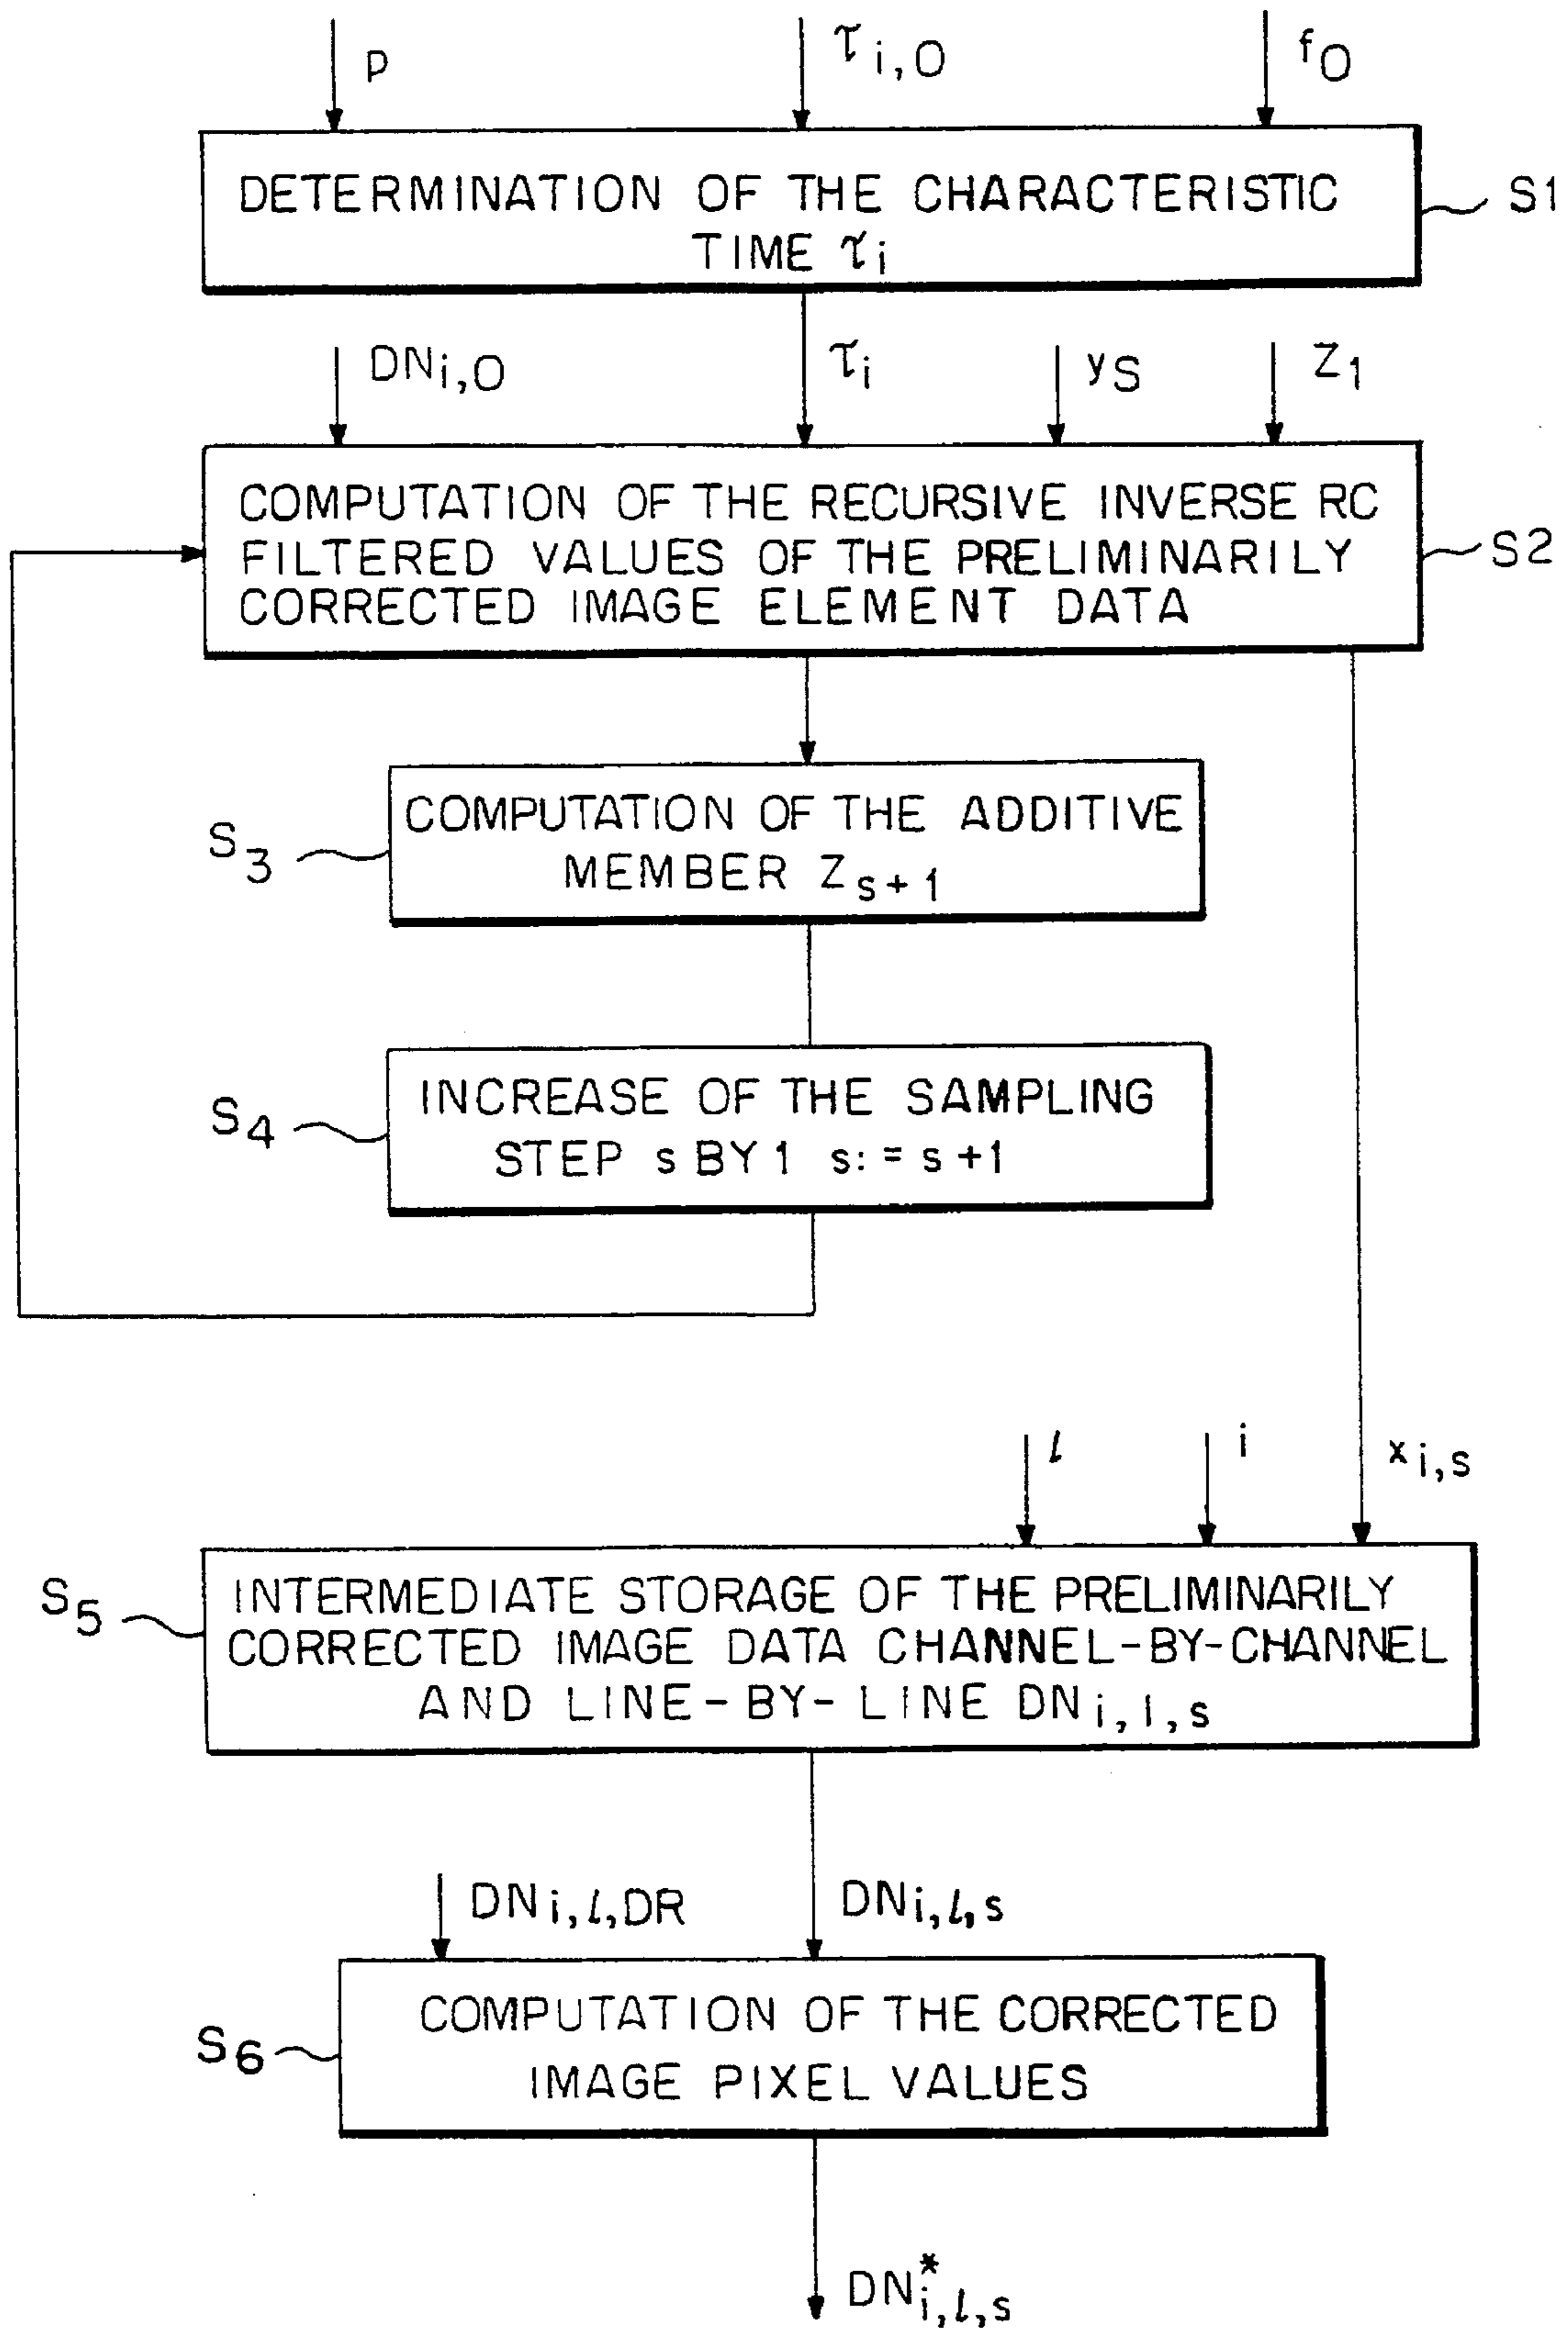 p
τi,0
f0
DETERMINATION OF THE CHARACTERISTIC
TIME τi
S1
DNi,0
τi
yS
Z1
COMPUTATION OF THE RECURSIVE INVERSE RC
FILTERED VALUES OF THE PRELIMINARILY
CORRECTED IMAGE ELEMENT DATA
S2
COMPUTATION OF THE ADDITIVE
MEMBER Zs+1
S3
INCREASE OF THE SAMPLING
STEP s BY 1 s:=s+1
S4
l
i
xi,s
INTERMEDIATE STORAGE OF THE PRELIMINARILY
CORRECTED IMAGE DATA CHANNEL-BY-CHANNEL
AND LINE-BY-LINE DNi,l,s
S5
DNi,l,DR
DNi,l,s
COMPUTATION OF THE CORRECTED
IMAGE PIXEL VALUES
S6
DN*i,l,s